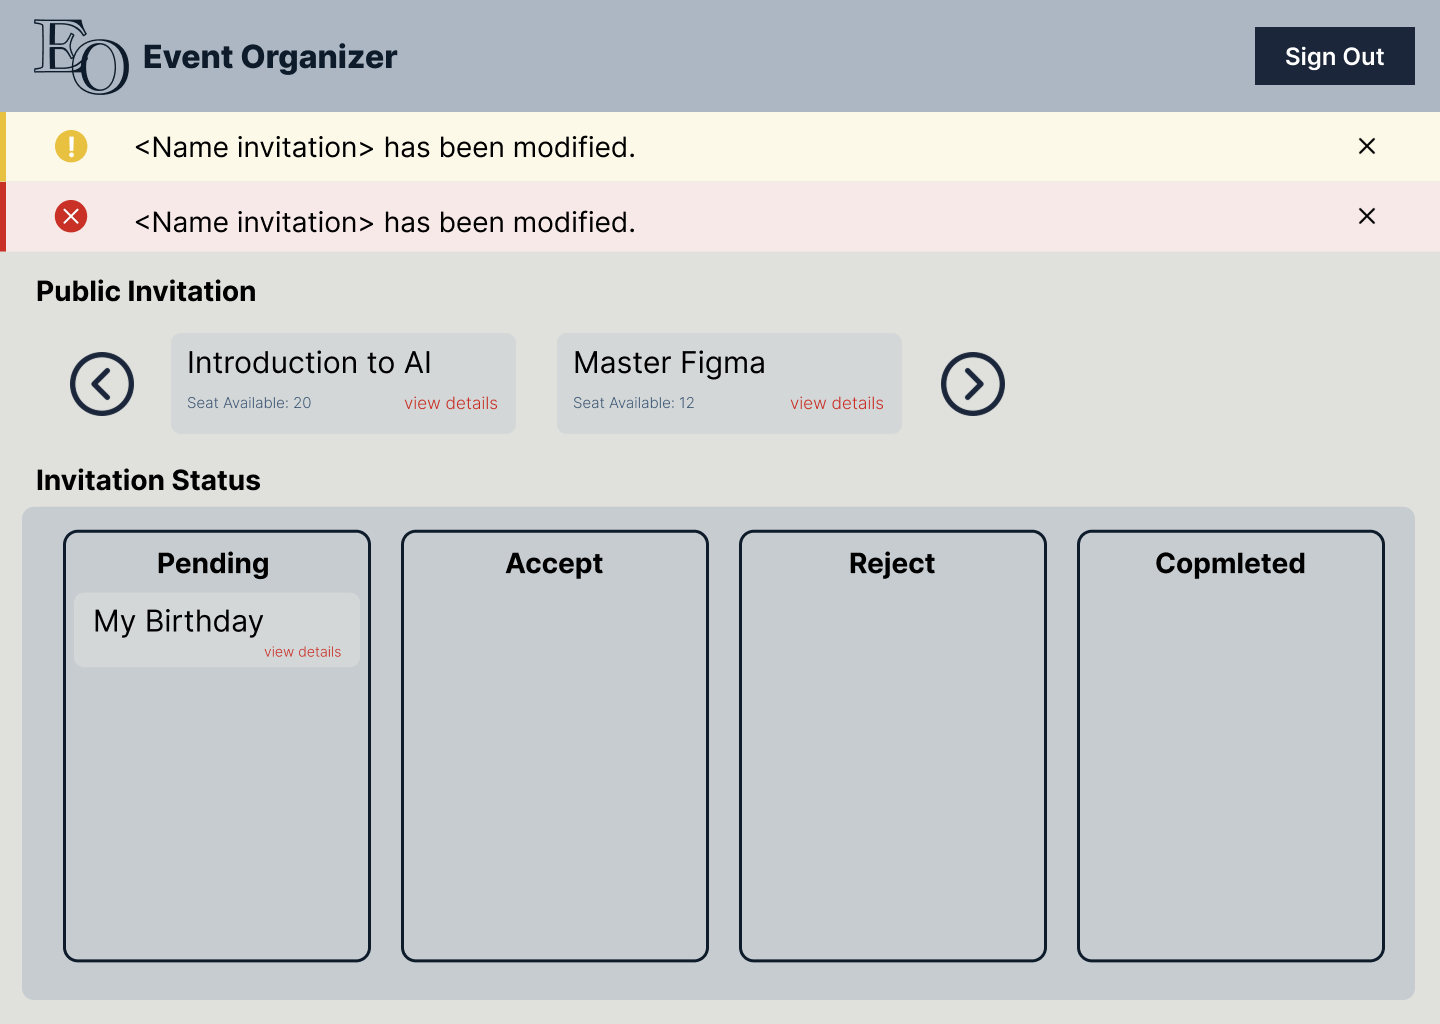 EO
Event Organizer
Sign Out
<Name invitation> has been modified.
<Name invitation> has been modified.
Public Invitation
Introduction to AI
Seat Available: 20
view details
Master Figma
Seat Available: 12
view details
Invitation Status
Pending
Accept
Reject
Copmleted
My Birthday
view details